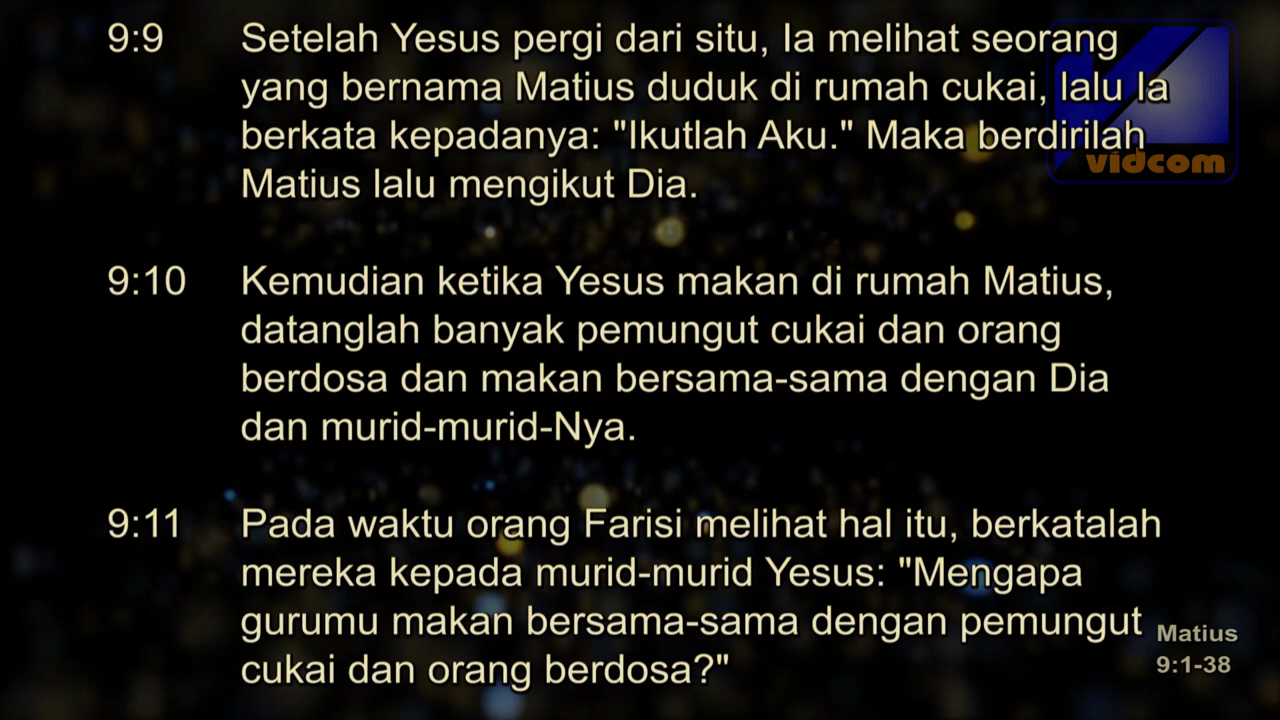 9:9 Setelah Yesus pergi dari situ, Ia melihat seorang
yang bernama Matius duduk di rumah cukai, lalu Ia
berkata kepadanya: "Ikutlah Aku." Maka berdirilah
Matius lalu mengikut Dia.
vidcom
9:10 Kemudian ketika Yesus makan di rumah Matius,
datanglah banyak pemungut cukai dan orang
berdosa dan makan bersama-sama dengan Dia
dan murid-murid-Nya.
9:11 Pada waktu orang Farisi melihat hal itu, berkatalah
mereka kepada murid-murid Yesus: "Mengapa
gurumu makan bersama-sama dengan pemungut
cukai dan orang berdosa?"
Matius
9:1-38